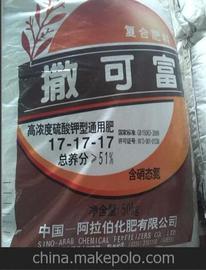 复合肥料
撒可富
高浓度硫酸钾型通用肥
17-17-17
总养分≥51%
含硝态氮
净含量 50kg
中国-阿拉伯化肥有限公司
SINO-ARAB CHEMICAL FERTILIZERS CO., LTD
www.makepolo.com